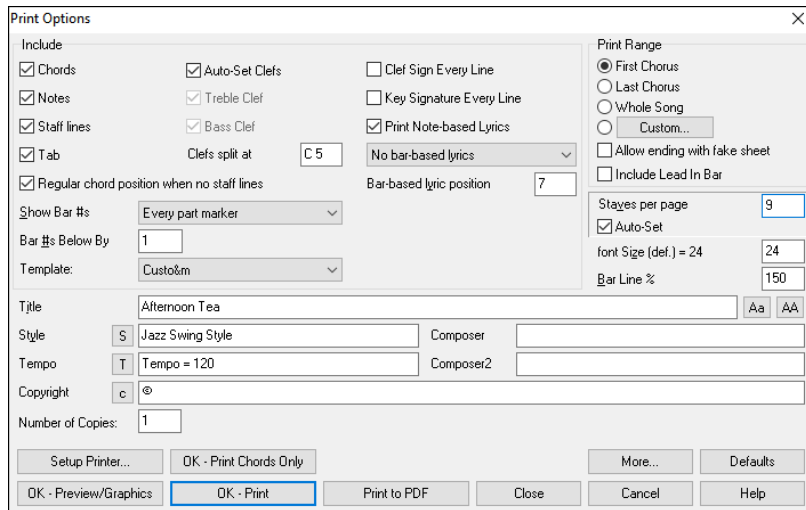 Print Options
Include
Chords
Auto-Set Clefs
Clef Sign Every Line
Notes
Treble Clef
Key Signature Every Line
Staff lines
Bass Clef
Print Note-based Lyrics
Tab
Clefs split at
C 5
No bar-based lyrics
Regular chord position when no staff lines
Bar-based lyric position
7
Show Bar #s
Every part marker
Bar #s Below By
1
Template:
Custo&m
Print Range
First Chorus
Last Chorus
Whole Song
Custom...
Allow ending with fake sheet
Include Lead In Bar
Staves per page
9
Auto-Set
font Size (def.) = 24
24
Bar Line %
150
Title
Afternoon Tea
Aa
AA
Style
S
Jazz Swing Style
Composer
Tempo
T
Tempo = 120
Composer2
Copyright
c
©
Number of Copies:
1
Setup Printer...
OK - Print Chords Only
More...
Defaults
OK - Preview/Graphics
OK - Print
Print to PDF
Close
Cancel
Help